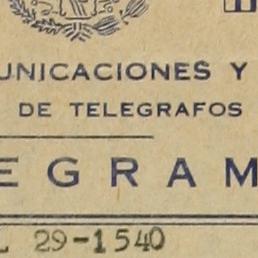 UNICACIONES Y
DE TELEGRAFOS
EGRAM
L 29-1540